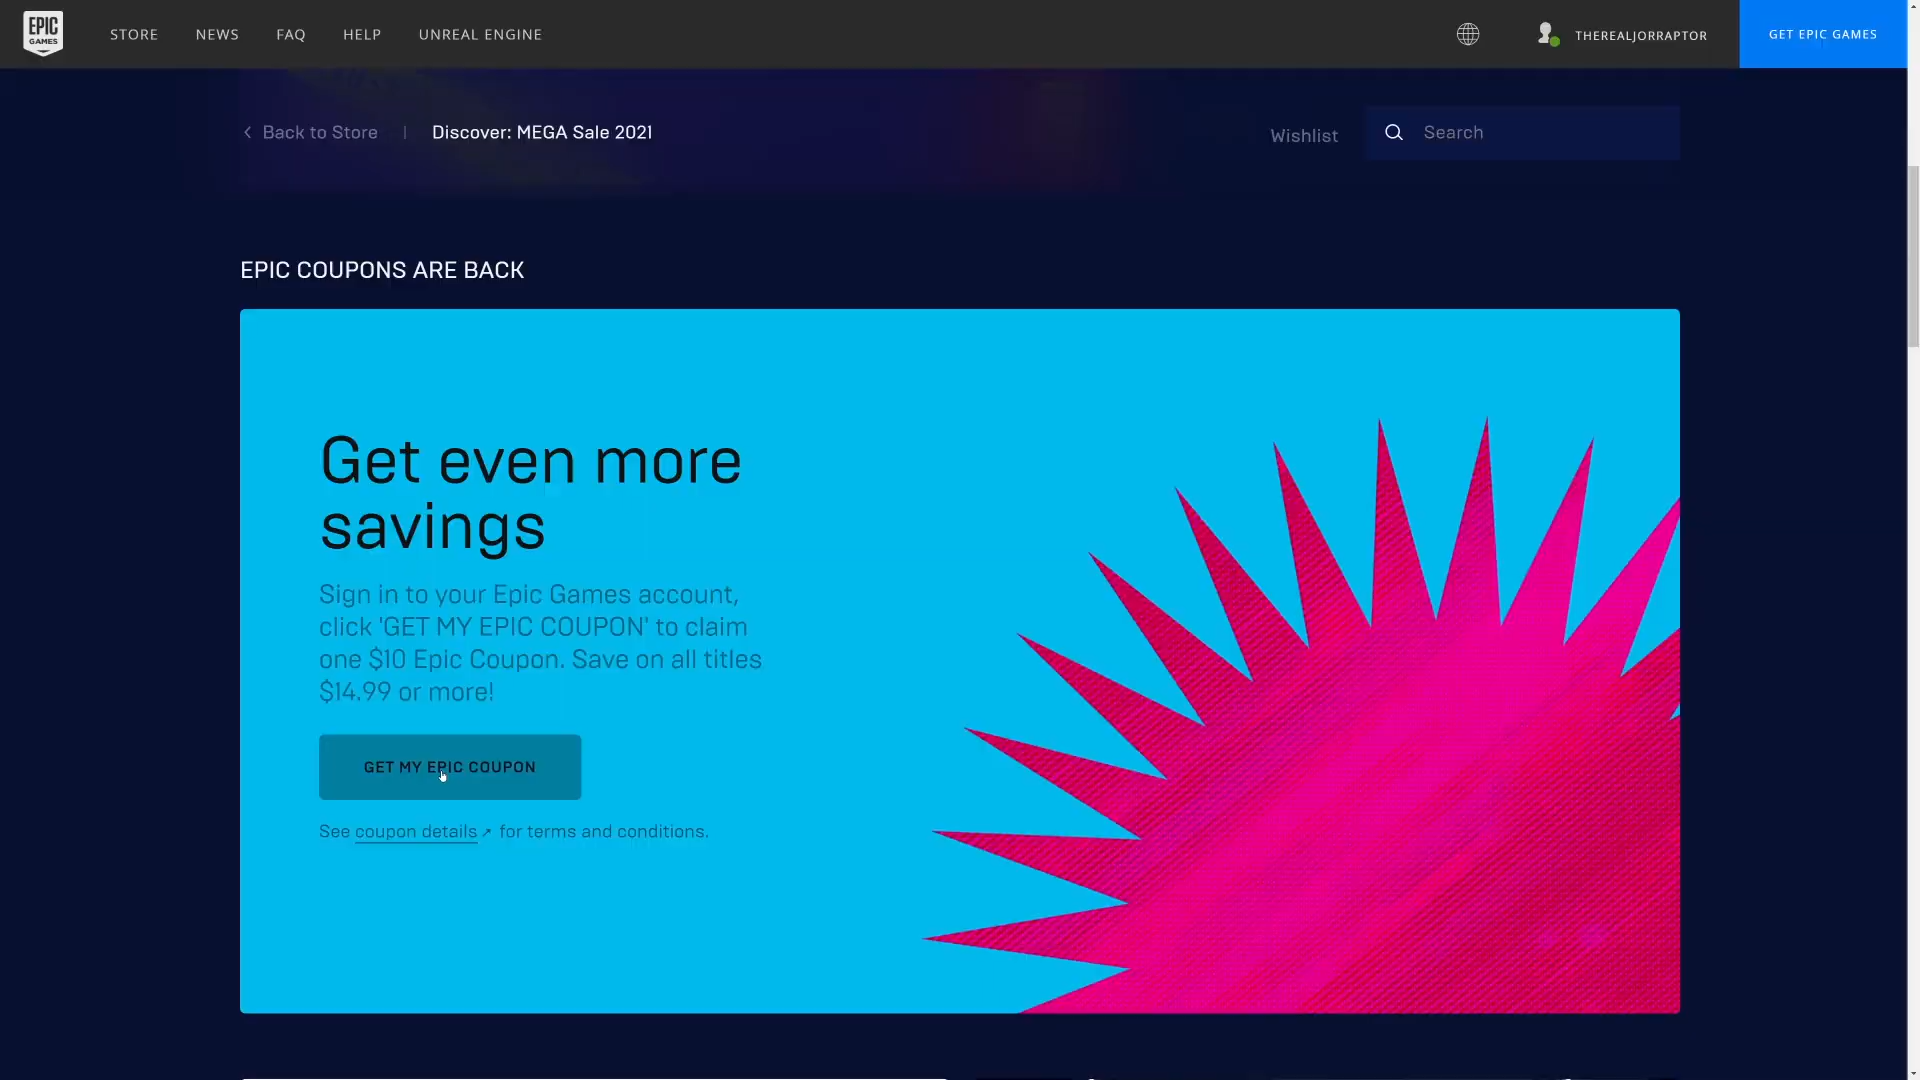 EPIC
GAMES
STORE NEWS FAQ HELP UNREAL ENGINE THEREALJORRAPTOR GET EPIC GAMES
Back to Store | Discover: MEGA Sale 2021 Wishlist Search
EPIC COUPONS ARE BACK
Get even more
savings
Sign in to your Epic Games account,
click 'GET MY EPIC COUPON' to claim
one $10 Epic Coupon. Save on all titles
$14.99 or more!
GET MY EPIC COUPON
See coupon details ↗ for terms and conditions.